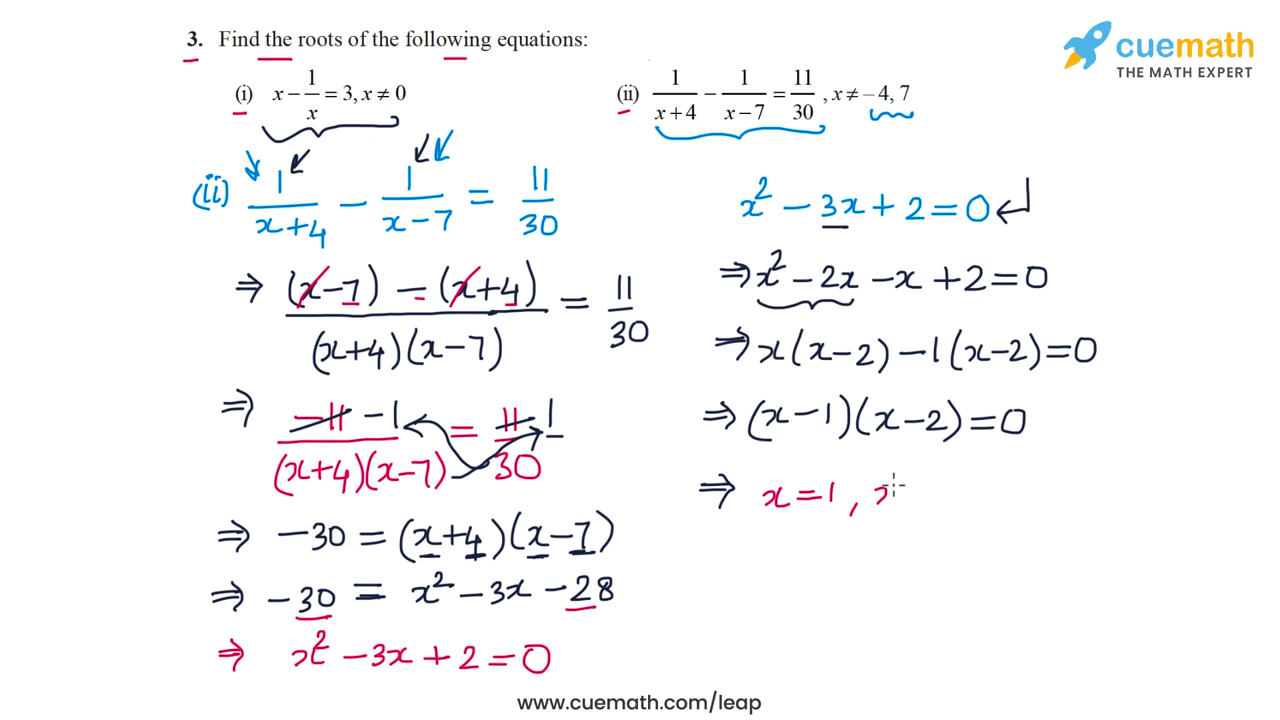 3. Find the roots of the following equations:
cuemath
THE MATH EXPERT
(i) x − 1/x = 3, x ≠ 0
(ii) 1/(x+4) − 1/(x−7) = 11/30, x ≠ −4, 7
(ii) 1/(x+4) − 1/(x−7) = 11/30
⇒ ((x−7) − (x+4))/((x+4)(x−7)) = 11/30
⇒ −11 −1/((x+4)(x−7)) = 11 1/30
⇒ −30 = (x+4)(x−7)
⇒ −30 = x² − 3x − 28
⇒ x² − 3x + 2 = 0
x² − 3x + 2 = 0
⇒ x² − 2x − x + 2 = 0
⇒ x(x−2) − 1(x−2) = 0
⇒ (x−1)(x−2) = 0
⇒ x = 1,
www.cuemath.com/leap